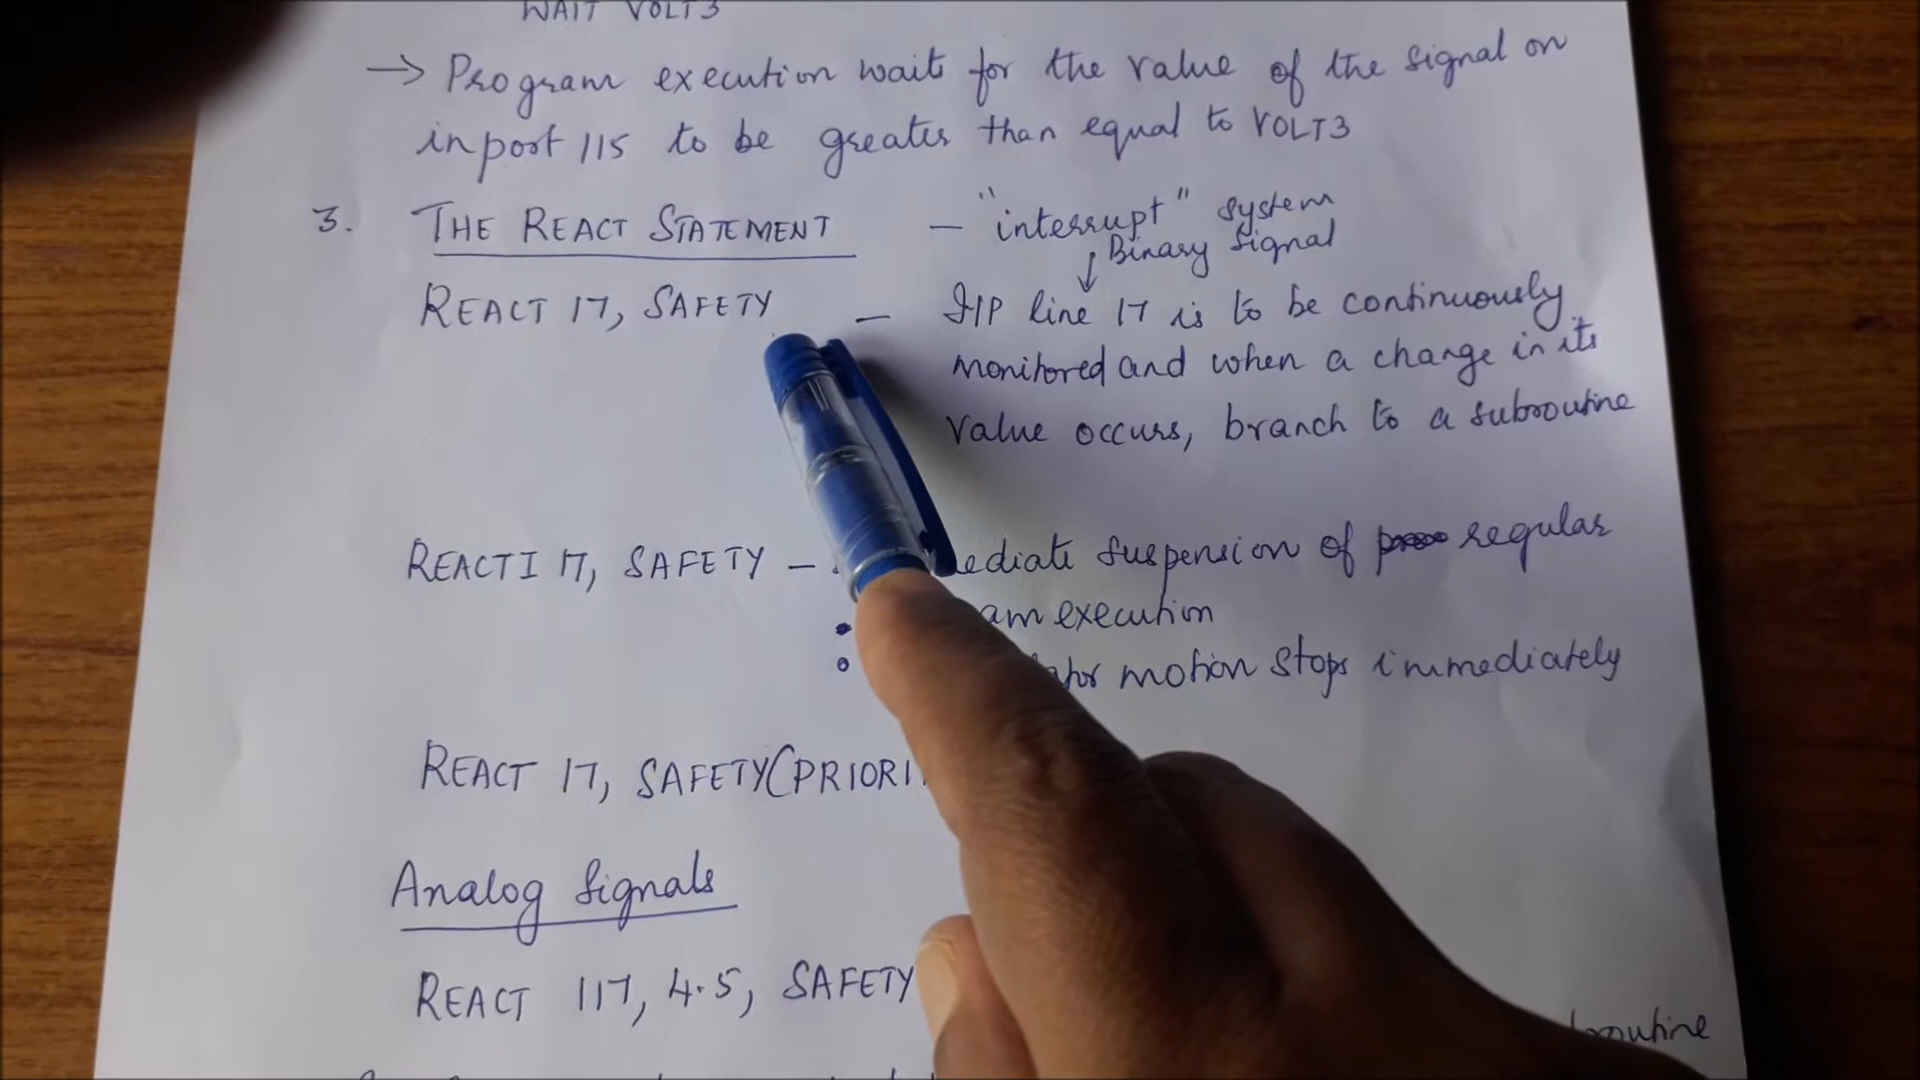 WAIT VOLT3
→ Program execution wait for the value of the signal on
inport 115 to be greater than equal to VOLT3
3. THE REACT STATEMENT — "interrupt" system
↓ Binary Signal
REACT 17, SAFETY — I/P line 17 is to be continuously
monitored and when a change in its
value occurs, branch to a subroutine
REACTI 17, SAFETY — ediate suspension of regular
am execution
motion stops immediately
REACT 17, SAFETY(PRIORI
Analog Signals
REACT 117, 4.5, SAFETY